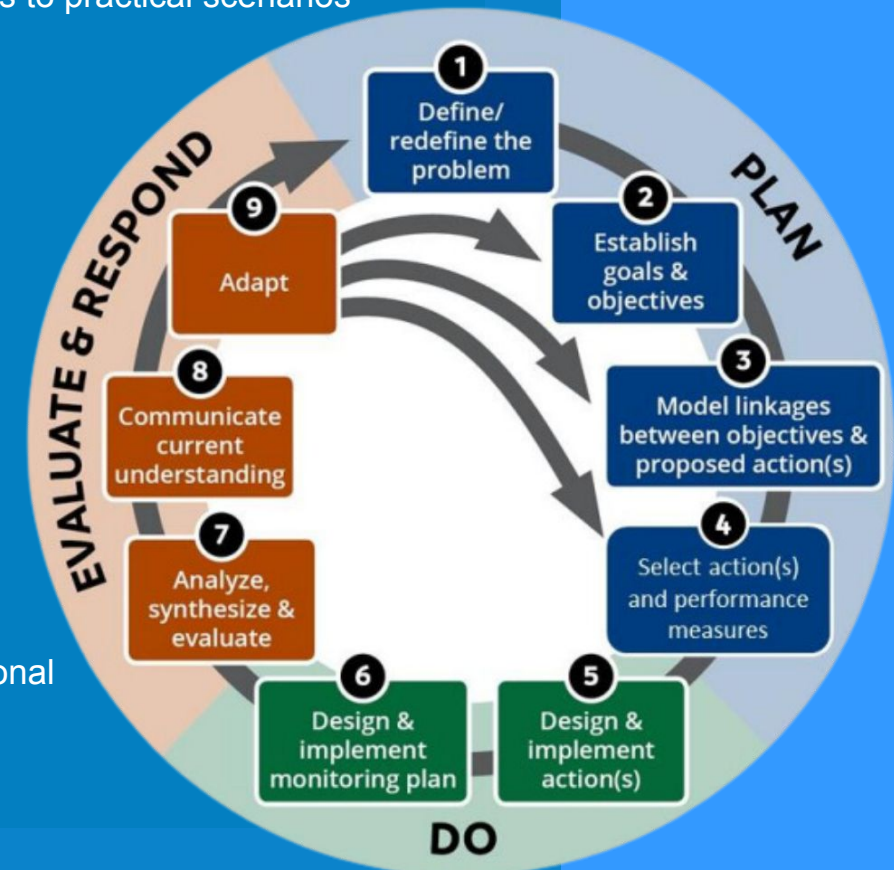 s to practical scenarios
1
Define/
redefine the
problem
PLAN
2
Establish
goals &
objectives
3
Model linkages
between objectives &
proposed action(s)
4
Select action(s)
and performance
measures
5
Design &
implement
action(s)
DO
6
Design &
implement
monitoring plan
onal
7
Analyze,
synthesize &
evaluate
EVALUATE & RESPOND
8
Communicate
current
understanding
9
Adapt